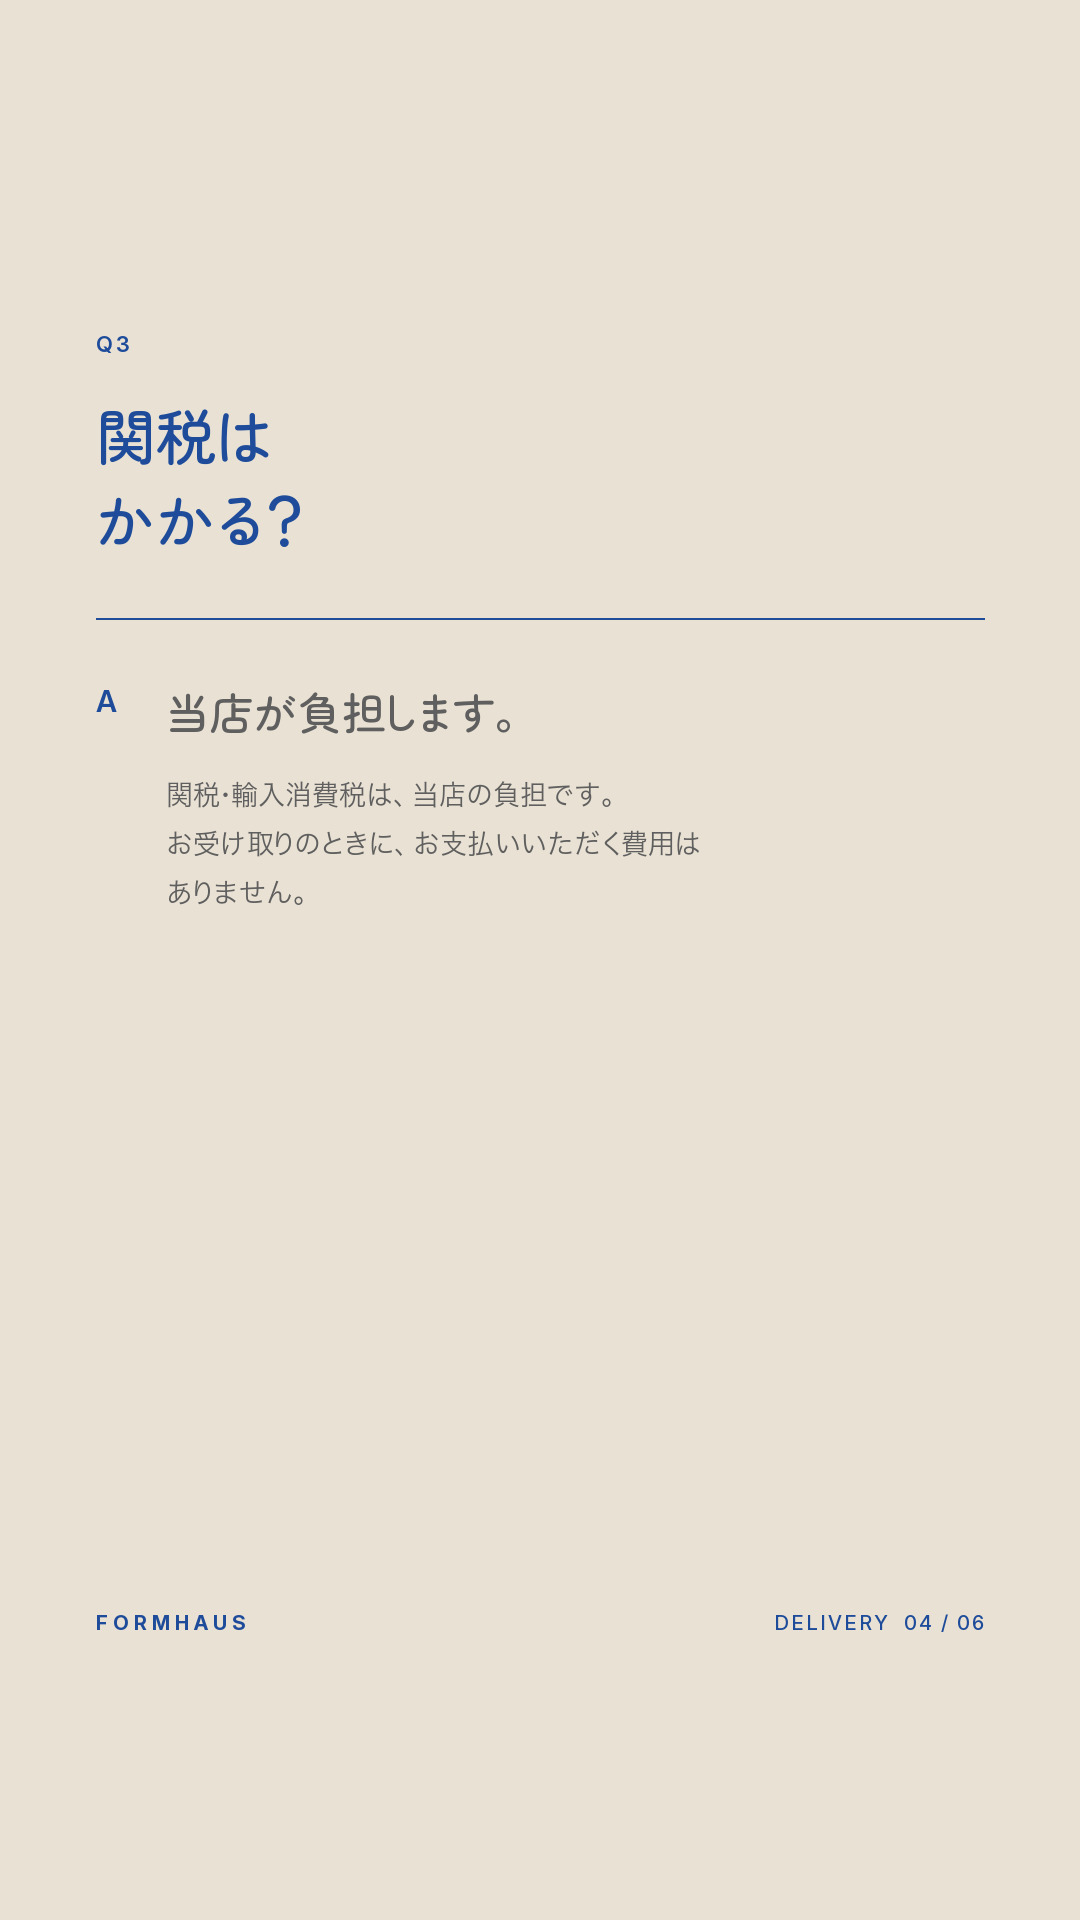 Q3
関税は
かかる？
A
当店が負担します。
関税・輸入消費税は、当店の負担です。
お受け取りのときに、お支払いいただく費用は
ありません。
FORMHAUS
DELIVERY 04 / 06